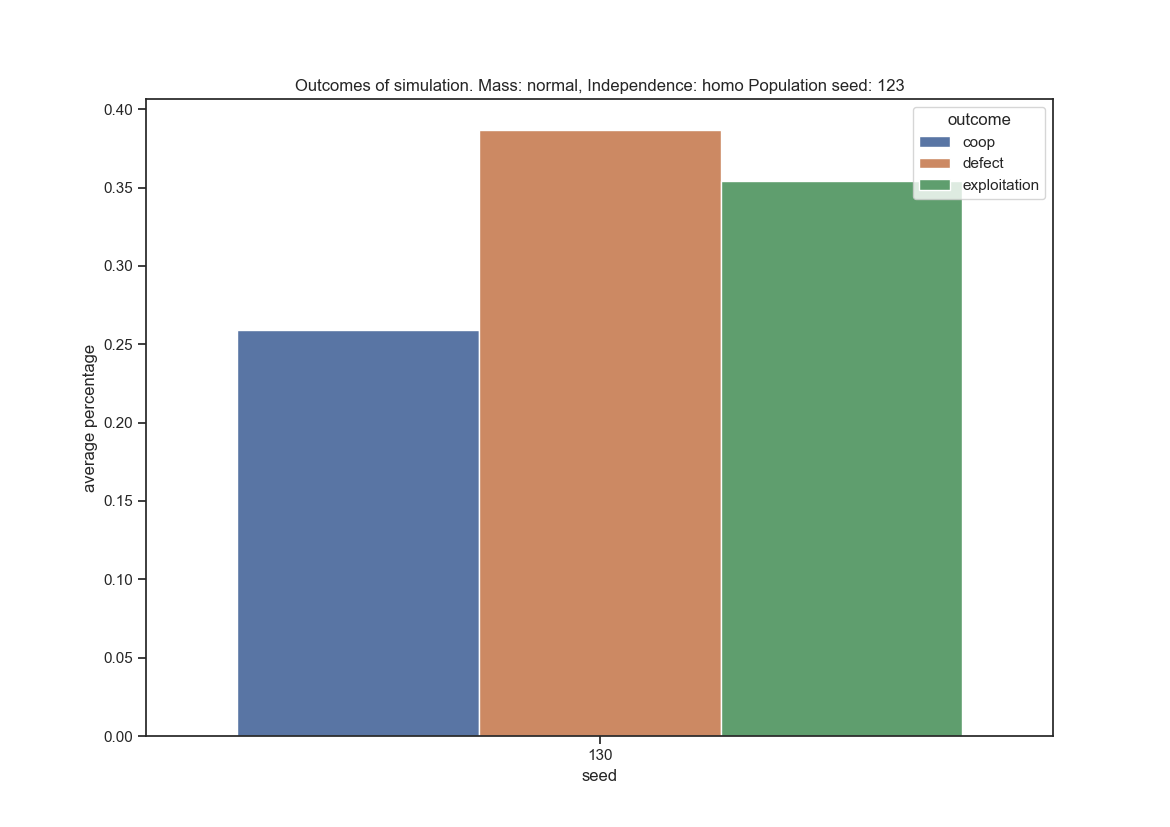 Outcomes of simulation. Mass: normal, Independence: homo Population seed: 123
outcome
coop
defect
exploitation
average percentage
0.40
0.35
0.30
0.25
0.20
0.15
0.10
0.05
0.00
130
seed